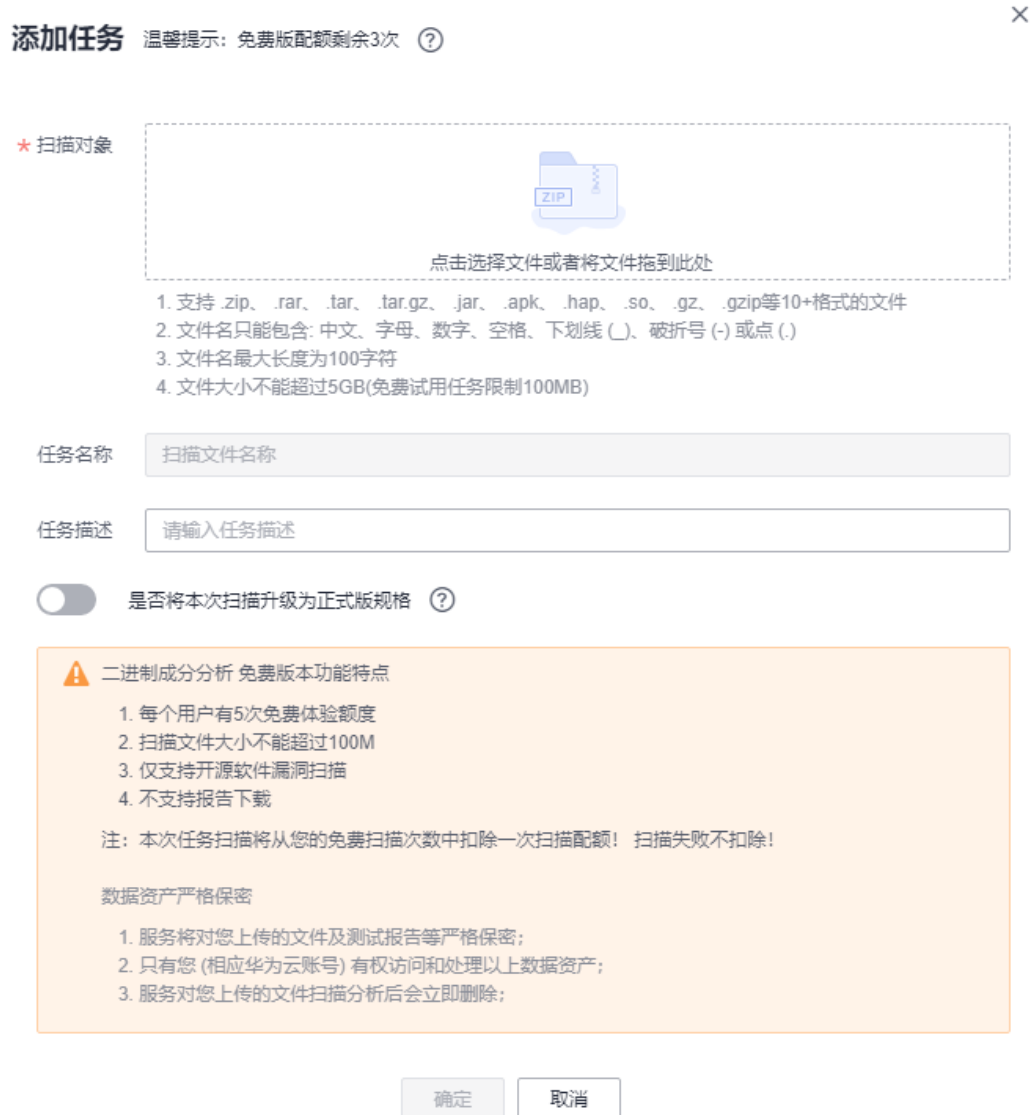 添加任务 温馨提示：免费版配额剩余3次 ?
* 扫描对象
ZIP
点击选择文件或者将文件拖到此处
1. 支持 .zip、 .rar、 .tar、 .tar.gz、 .jar、 .apk、 .hap、 .so、 .gz、 .gzip等10+格式的文件
2. 文件名只能包含: 中文、字母、数字、空格、下划线 (_)、破折号 (-) 或点 (.)
3. 文件名最大长度为100字符
4. 文件大小不能超过5GB(免费试用任务限制100MB)
任务名称 扫描文件名称
任务描述 请输入任务描述
是否将本次扫描升级为正式版规格 ?
二进制成分分析 免费版本功能特点
1. 每个用户有5次免费体验额度
2. 扫描文件大小不能超过100M
3. 仅支持开源软件漏洞扫描
4. 不支持报告下载
注：本次任务扫描将从您的免费扫描次数中扣除一次扫描配额！ 扫描失败不扣除！
数据资产严格保密
1. 服务将对您上传的文件及测试报告等严格保密；
2. 只有您 (相应华为云账号) 有权访问和处理以上数据资产；
3. 服务对您上传的文件扫描分析后会立即删除；
确定 取消